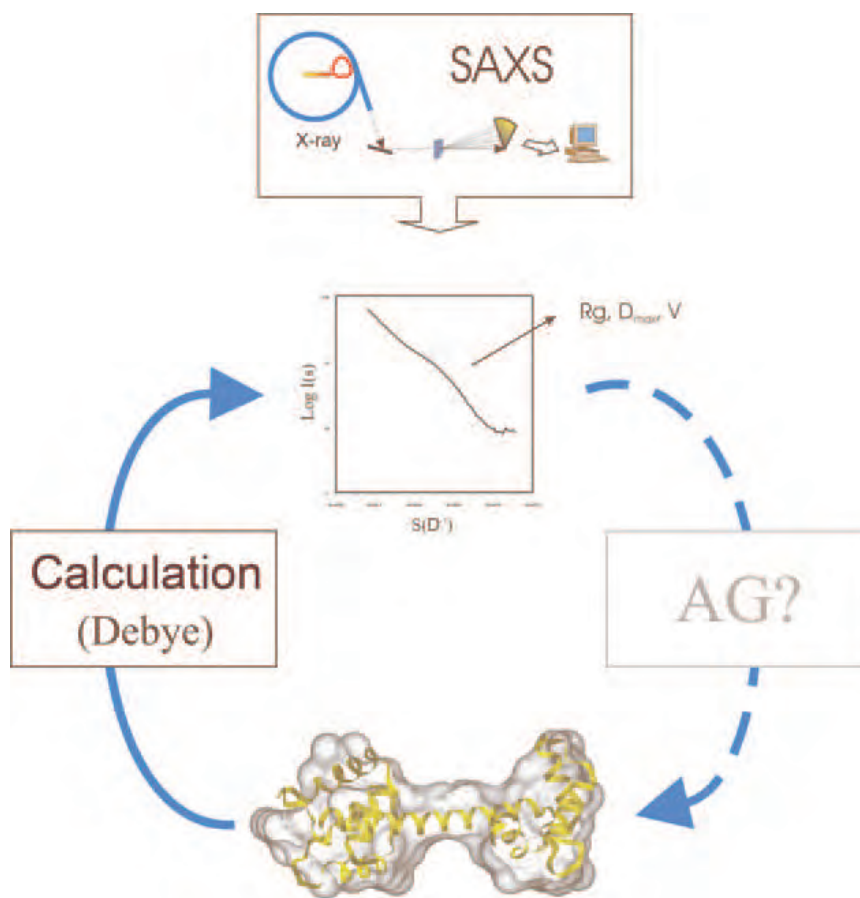 SAXS
X-ray
Rg, Dmax, V
Log I(s)
S(D⁻¹)
Calculation
(Debye)
AG?